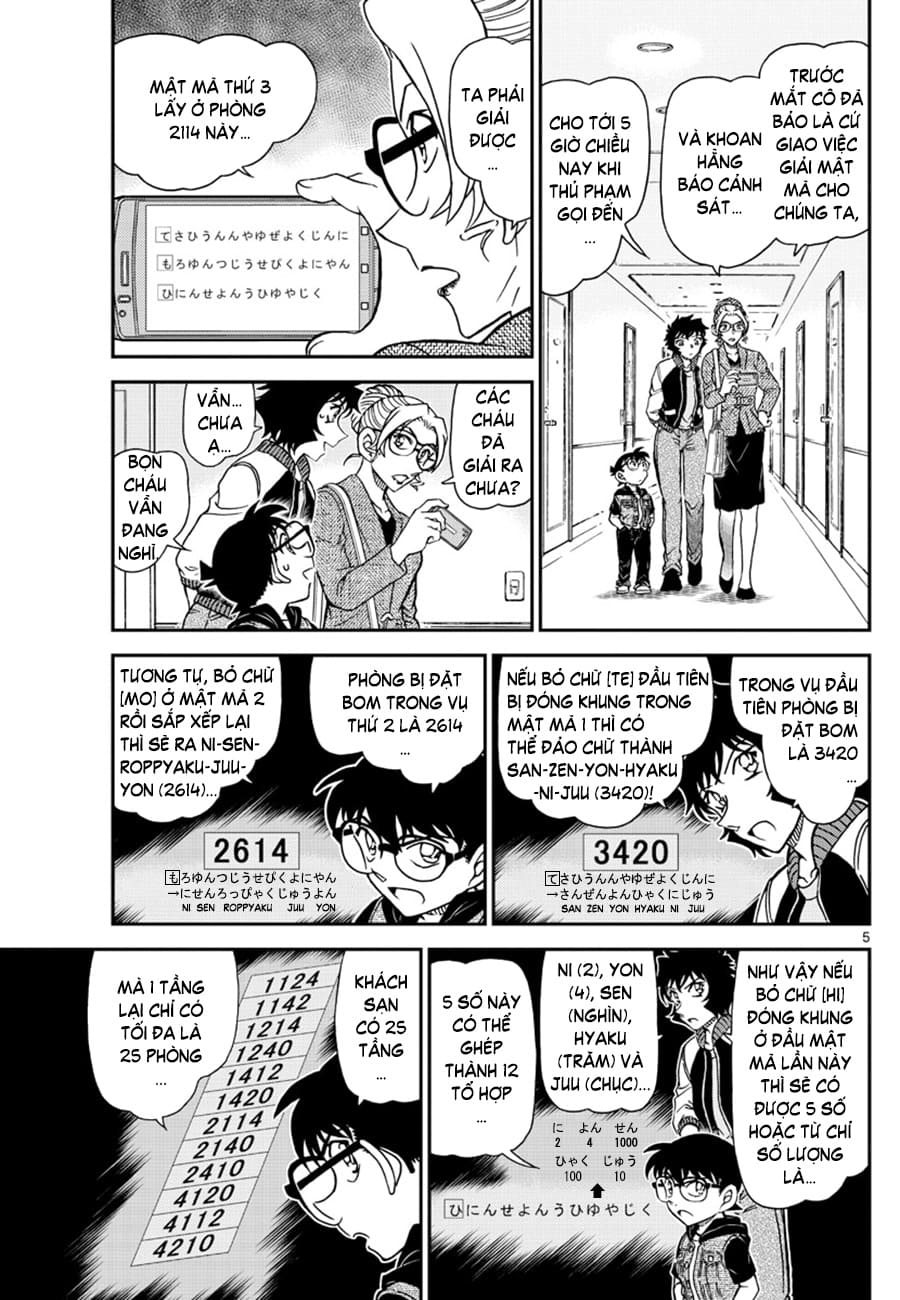 TRƯỚC
MẮT CÔ ĐÃ
BẢO LÀ CỨ
GIAO VIỆC
GIẢI MẬT
MÃ CHO
CHÚNG TA,
VÀ KHOAN
HẴNG
BÁO CẢNH
SÁT...
CHO TỚI 5
GIỜ CHIỀU
NAY KHI
THỦ PHẠM
GỌI ĐẾN
...
TA PHẢI
GIẢI
ĐƯỢC
...
MẬT MÃ THỨ 3
LẤY Ở PHÒNG
2114 NÀY...
てさひうんんやゆぜよくじんに
もろゆんつじうせぴくよにやん
ひにんせよんうひゆやじく
CÁC
CHÁU
ĐÃ
GIẢI RA
CHƯA?
VẪN...
CHƯA
Ạ...
BỌN
CHÁU
VẪN
ĐANG
NGHĨ.
TRONG VỤ ĐẦU
TIÊN PHÒNG BỊ
ĐẶT BOM
LÀ 3420
...
NẾU BỎ CHỮ [TE] ĐẦU TIÊN
BỊ ĐÓNG KHUNG TRONG
MẬT MÃ 1 THÌ CÓ
THỂ ĐẢO CHỮ THÀNH
SAN-ZEN-YON-HYAKU
-NI-JUU (3420)!
3420
てさひうんんやゆぜよくじんに
→さんぜんよんひゃくにじゅう
SAN ZEN YON HYAKU NI JUU
PHÒNG BỊ ĐẶT
BOM TRONG VỤ
THỨ 2 LÀ 2614
...
TƯƠNG TỰ, BỎ CHỮ
[MO] Ở MẬT MÃ 2
RỒI SẮP XẾP LẠI
THÌ SẼ RA NI-SEN-
ROPPYAKU-JUU-
YON (2614)...
2614
もろゆんつじうせぴくよにやん
→にせんろっぴゃくじゅうよん
NI SEN ROPPYAKU JUU YON
5
NHƯ VẬY NẾU
BỎ CHỮ [HI]
ĐÓNG KHUNG
Ở ĐẦU MẬT
MÃ LẦN NÀY
THÌ SẼ CÓ
ĐƯỢC 5 SỐ
HOẶC TỪ CHỈ
SỐ LƯỢNG
LÀ...
NI (2), YON
(4), SEN
(NGHÌN),
HYAKU
(TRĂM) VÀ
JUU (CHỤC)...
に よん せん
2 4 1000
ひゃく じゅう
100 10
ひにんせよんうひゆやじく
5 SỐ NÀY
CÓ THỂ
GHÉP
THÀNH 12
TỔ HỢP
...
KHÁCH
SẠN
CÓ 25
TẦNG
...
1124
1142
1214
1240
1412
1420
2114
2140
2410
4120
4112
4210
MÀ 1 TẦNG
LẠI CHỈ CÓ
TỐI ĐA LÀ
25 PHÒNG
...